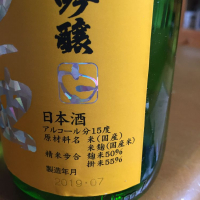 吟醸
日本酒
アルコール分15度
原材料名 米(国産)
米麹(国産米)
精米歩合 麹米50%
掛米55%
製造年月
2019.07